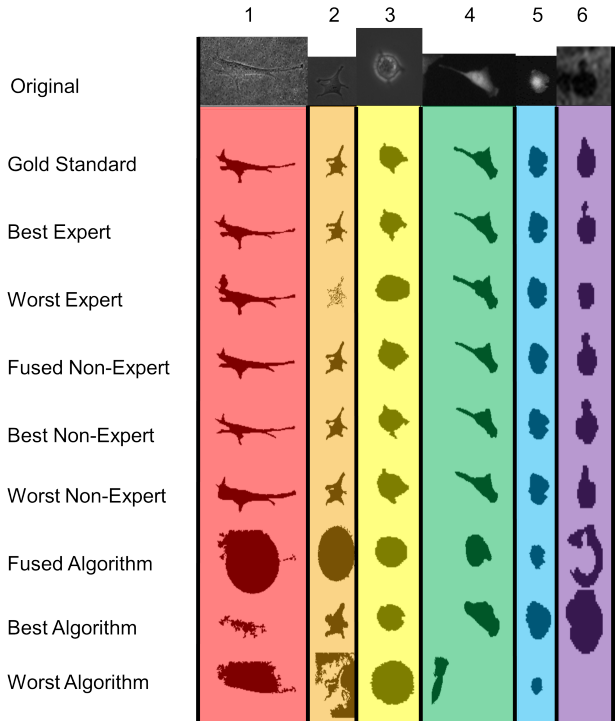 1 2 3 4 5 6
Original
Gold Standard
Best Expert
Worst Expert
Fused Non-Expert
Best Non-Expert
Worst Non-Expert
Fused Algorithm
Best Algorithm
Worst Algorithm